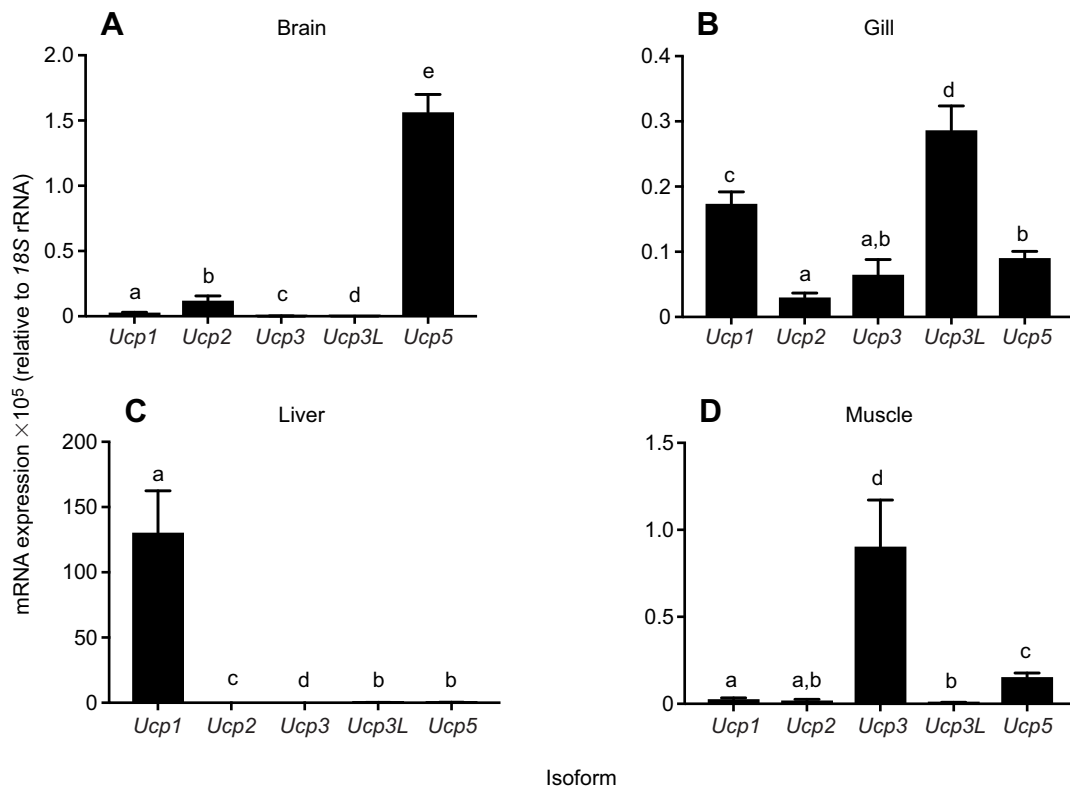 A
Brain
2.0
1.5
1.0
0.5
0
a
b
c
d
e
Ucp1 Ucp2 Ucp3 Ucp3L Ucp5
B
Gill
0.4
0.3
0.2
0.1
0
c
a
a,b
d
b
Ucp1 Ucp2 Ucp3 Ucp3L Ucp5
mRNA expression ×10⁵ (relative to 18S rRNA)
C
Liver
200
150
100
50
0
a
c
d
b
b
Ucp1 Ucp2 Ucp3 Ucp3L Ucp5
D
Muscle
1.5
1.0
0.5
0
a
a,b
d
b
c
Ucp1 Ucp2 Ucp3 Ucp3L Ucp5
Isoform